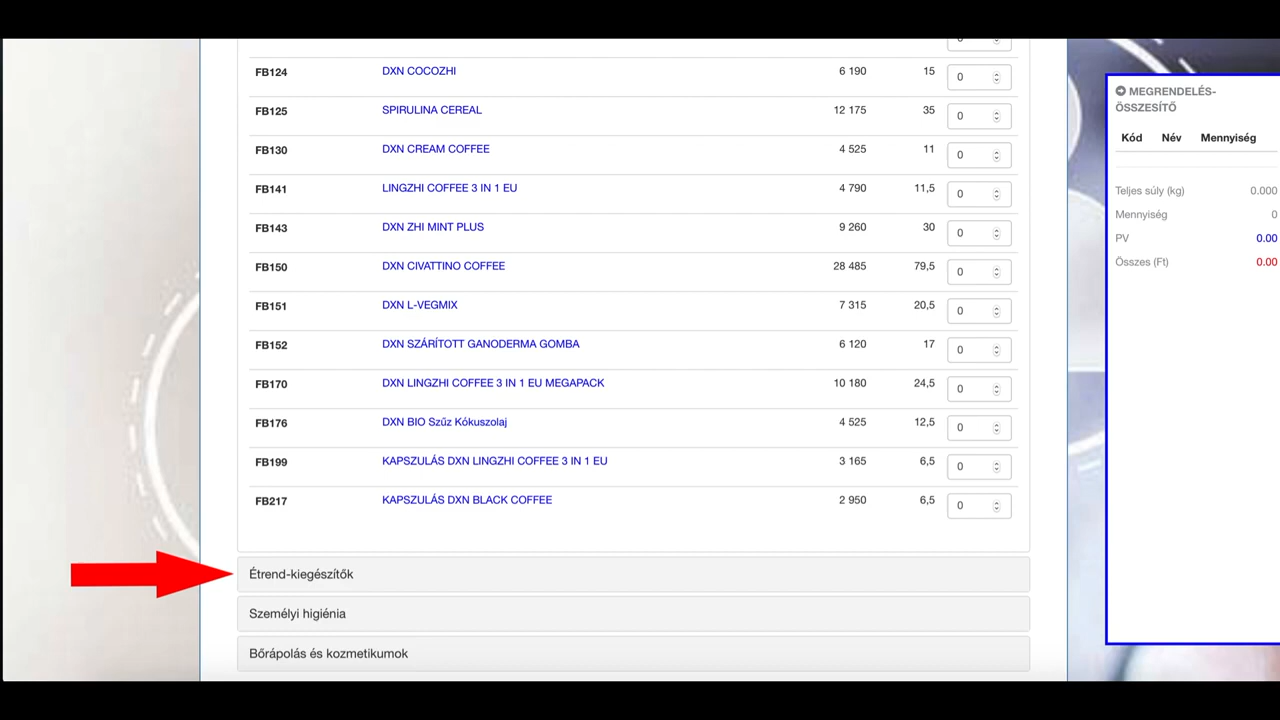 0
FB124 DXN COCOZHI 6 190 15 0
FB125 SPIRULINA CEREAL 12 175 35 0
FB130 DXN CREAM COFFEE 4 525 11 0
FB141 LINGZHI COFFEE 3 IN 1 EU 4 790 11,5 0
FB143 DXN ZHI MINT PLUS 9 260 30 0
FB150 DXN CIVATTINO COFFEE 28 485 79,5 0
FB151 DXN L-VEGMIX 7 315 20,5 0
FB152 DXN SZÁRÍTOTT GANODERMA GOMBA 6 120 17 0
FB170 DXN LINGZHI COFFEE 3 IN 1 EU MEGAPACK 10 180 24,5 0
FB176 DXN BIO Szűz Kókuszolaj 4 525 12,5 0
FB199 KAPSZULÁS DXN LINGZHI COFFEE 3 IN 1 EU 3 165 6,5 0
FB217 KAPSZULÁS DXN BLACK COFFEE 2 950 6,5 0
Étrend-kiegészítők
Személyi higiénia
Bőrápolás és kozmetikumok
MEGRENDELÉS-
ÖSSZESÍTŐ
Kód Név Mennyiség
Teljes súly (kg) 0.000
Mennyiség 0
PV 0.00
Összes (Ft) 0.00